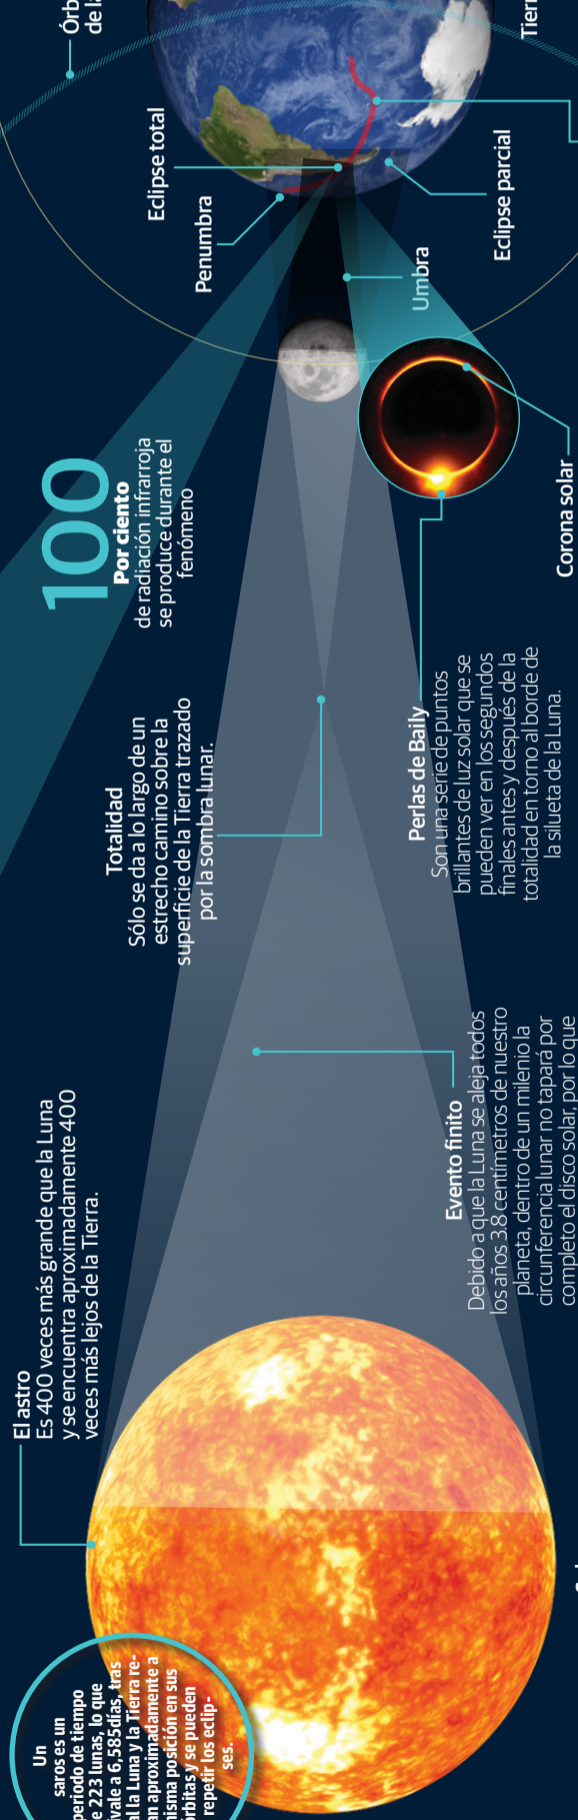 El astro
Es 400 veces más grande que la Luna
y se encuentra aproximadamente 400
veces más lejos de la Tierra.
Un
saros es un
periodo de tiempo
223 lunas, lo que
a 6,585 días, tras
la Luna y la Tierra re-
aproximadamente a
posición en sus
y se pueden
repetir los eclip-
ses.
Totalidad
Sólo se da a lo largo de un
estrecho camino sobre la
superficie de la Tierra trazado
por la sombra lunar.
100
Por ciento
de radiación infrarroja
se produce durante el
fenómeno
Evento finito
Debido a que la Luna se aleja todos
los años 3.8 centímetros de nuestro
planeta, dentro de un milenio la
circunferencia lunar no tapará por
completo el disco solar, por lo que
Perlas de Baily
Son una serie de puntos
brillantes de luz solar que se
pueden ver en los segundos
finales antes y después de la
totalidad en torno al borde de
la silueta de la Luna.
Corona solar
Eclipse total
Penumbra
Umbra
Eclipse parcial